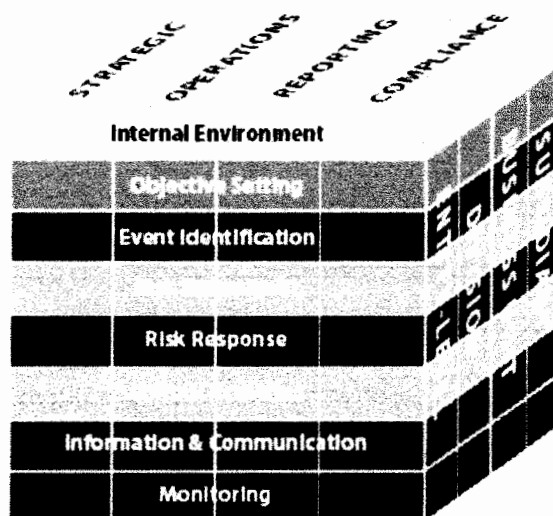 STRATEGIC
OPERATIONS
REPORTING
COMPLIANCE
Internal Environment
Objective Setting
Event Identification
Risk Response
Information & Communication
Monitoring